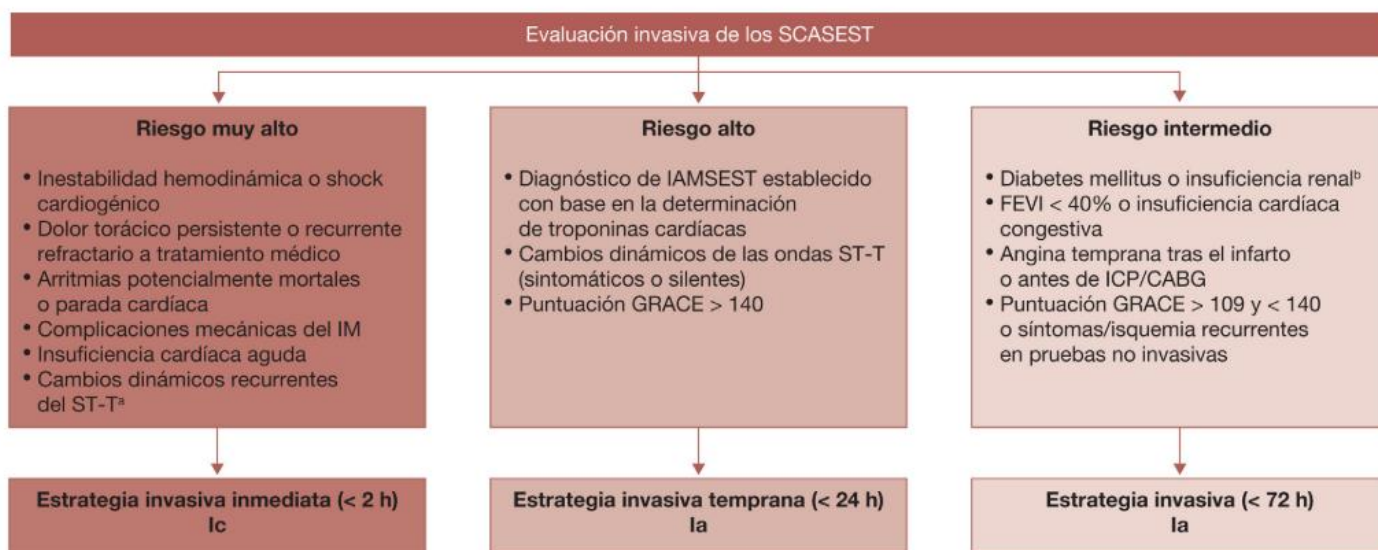 Evaluación invasiva de los SCASEST
Riesgo muy alto
• Inestabilidad hemodinámica o shock
cardiogénico
• Dolor torácico persistente o recurrente
refractario a tratamiento médico
• Arritmias potencialmente mortales
o parada cardíaca
• Complicaciones mecánicas del IM
• Insuficiencia cardíaca aguda
• Cambios dinámicos recurrentes
del ST-Tᵃ
Estrategia invasiva inmediata (< 2 h)
Ic
Riesgo alto
• Diagnóstico de IAMSEST establecido
con base en la determinación
de troponinas cardíacas
• Cambios dinámicos de las ondas ST-T
(sintomáticos o silentes)
• Puntuación GRACE > 140
Estrategia invasiva temprana (< 24 h)
Ia
Riesgo intermedio
• Diabetes mellitus o insuficiencia renalᵇ
• FEVI < 40% o insuficiencia cardíaca
congestiva
• Angina temprana tras el infarto
o antes de ICP/CABG
• Puntuación GRACE > 109 y < 140
o síntomas/isquemia recurrentes
en pruebas no invasivas
Estrategia invasiva (< 72 h)
Ia